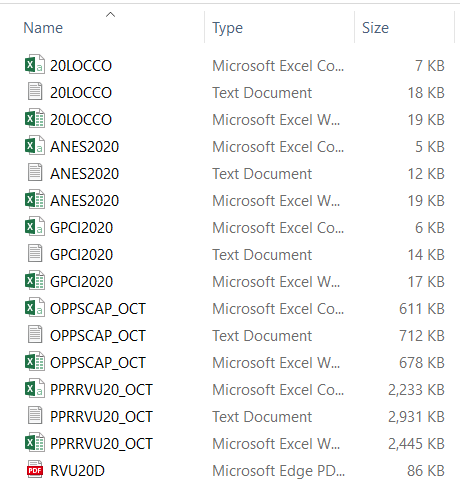 Name Type Size
20LOCCO Microsoft Excel Co... 7 KB
20LOCCO Text Document 18 KB
20LOCCO Microsoft Excel W... 19 KB
ANES2020 Microsoft Excel Co... 5 KB
ANES2020 Text Document 12 KB
ANES2020 Microsoft Excel W... 19 KB
GPCI2020 Microsoft Excel Co... 6 KB
GPCI2020 Text Document 14 KB
GPCI2020 Microsoft Excel W... 17 KB
OPPSCAP_OCT Microsoft Excel Co... 611 KB
OPPSCAP_OCT Text Document 712 KB
OPPSCAP_OCT Microsoft Excel W... 678 KB
PPRRVU20_OCT Microsoft Excel Co... 2,233 KB
PPRRVU20_OCT Text Document 2,931 KB
PPRRVU20_OCT Microsoft Excel W... 2,445 KB
PDF RVU20D Microsoft Edge PD... 86 KB